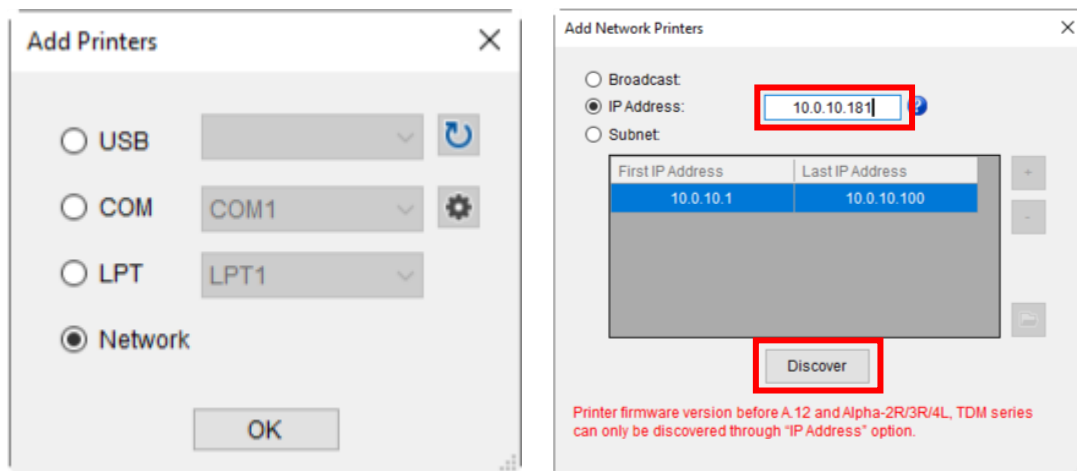 Add Printers
USB
COM
COM1
LPT
LPT1
Network
OK
Add Network Printers
Broadcast:
IP Address:
10.0.10.181
?
Subnet:
First IP Address
Last IP Address
10.0.10.1
10.0.10.100
+
-
Discover
Printer firmware version before A.12 and Alpha-2R/3R/4L, TDM series
can only be discovered through “IP Address” option.